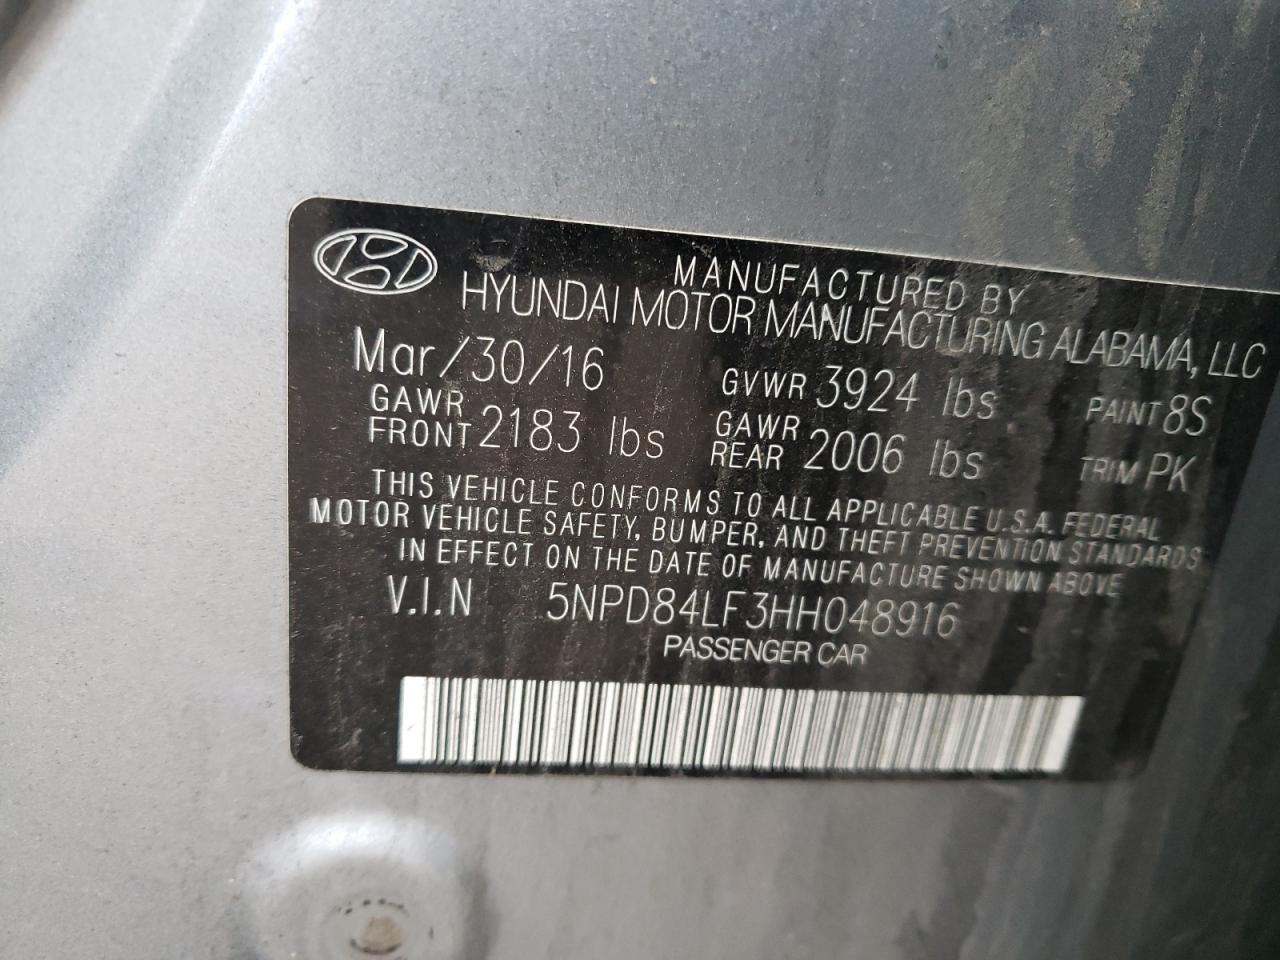 MANUFACTURED BY
HYUNDAI MOTOR MANUFACTURING ALABAMA, LLC
Mar/30/16 GVWR 3924 lbs PAINT 8S
GAWR FRONT 2183 lbs GAWR REAR 2006 lbs TRIM PK
THIS VEHICLE CONFORMS TO ALL APPLICABLE U.S.A. FEDERAL
MOTOR VEHICLE SAFETY, BUMPER, AND THEFT PREVENTION STANDARDS
IN EFFECT ON THE DATE OF MANUFACTURE SHOWN ABOVE
V.I.N 5NPD84LF3HH048916
PASSENGER CAR